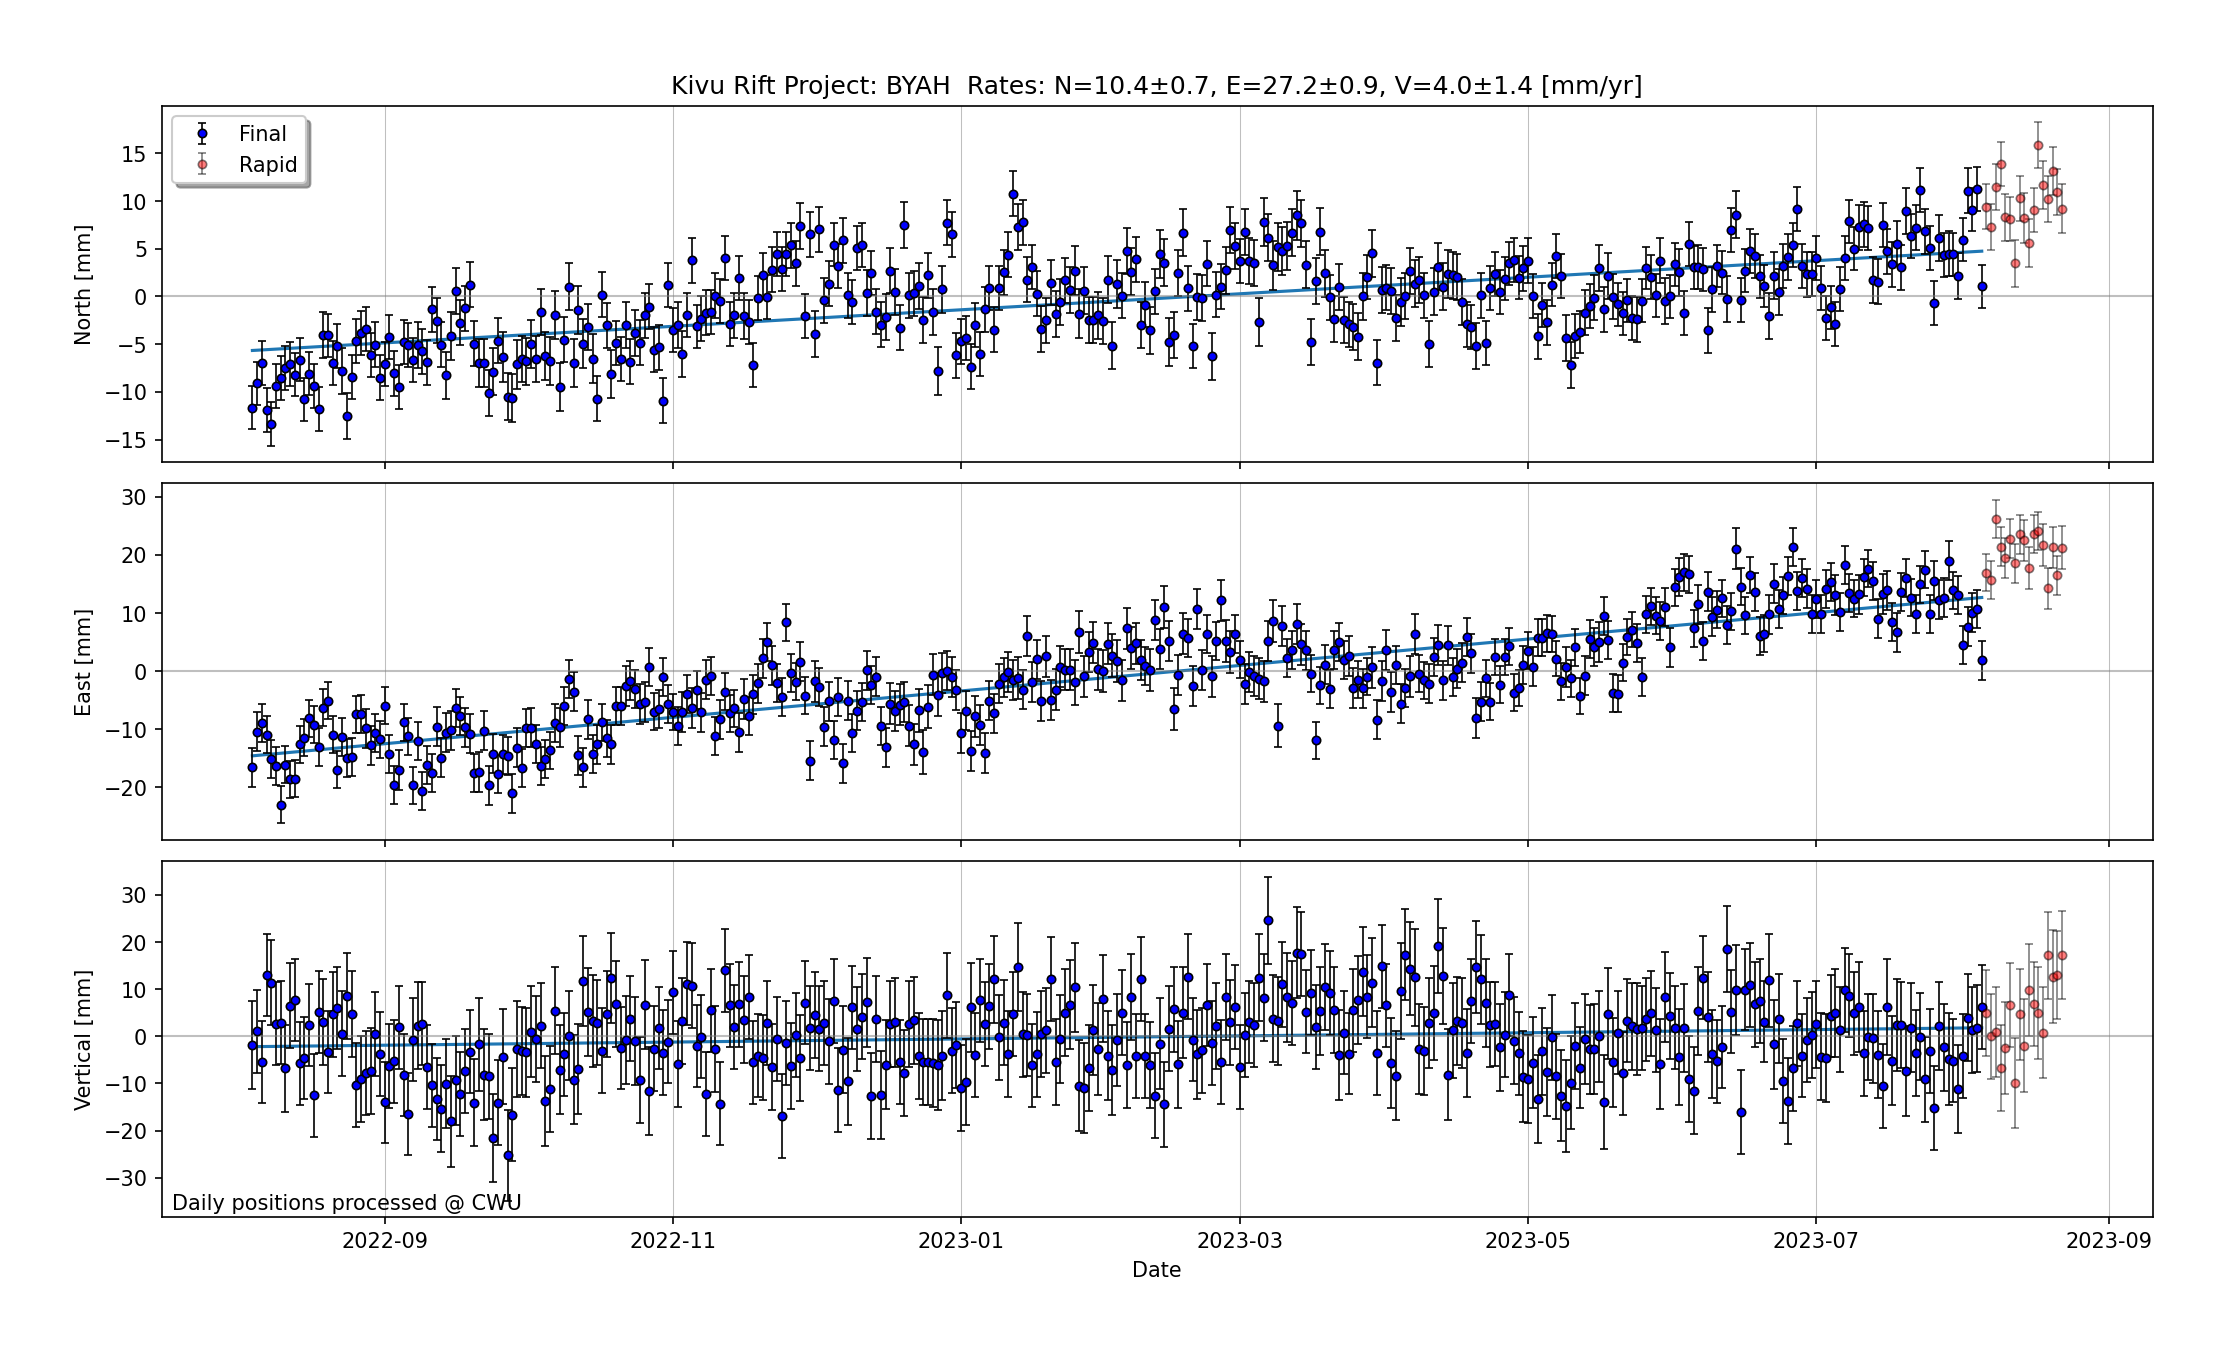 Kivu Rift Project: BYAH  Rates: N=10.4±0.7, E=27.2±0.9, V=4.0±1.4 [mm/yr]
Final
Rapid
North [mm]
15
10
5
0
−5
−10
−15
East [mm]
30
20
10
0
−10
−20
Vertical [mm]
30
20
10
0
−10
−20
−30
Daily positions processed @ CWU
2022-09 2022-11 2023-01 2023-03 2023-05 2023-07 2023-09
Date